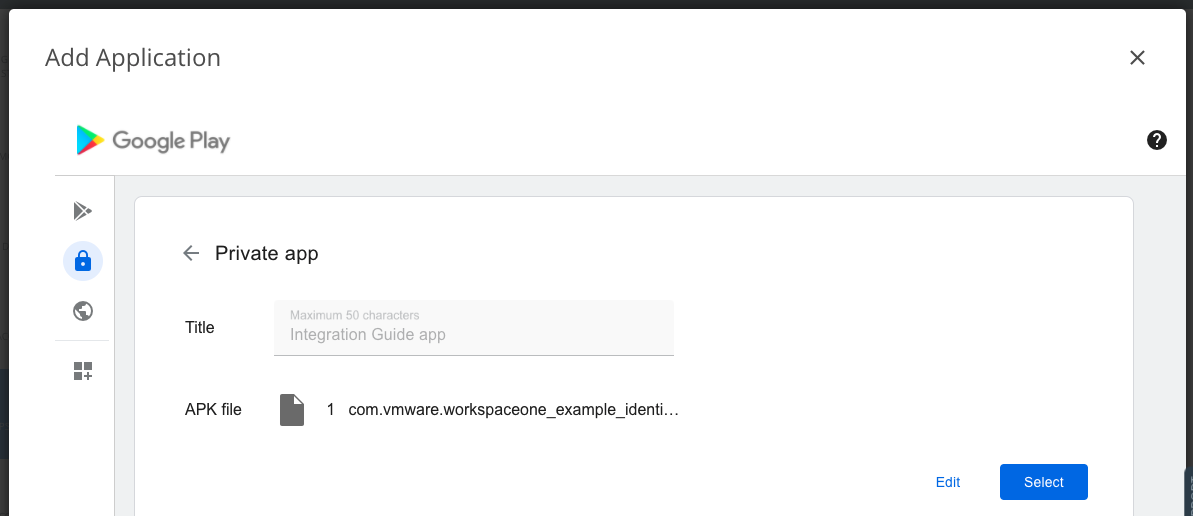 Add Application
Google Play
Private app
Title
Maximum 50 characters
Integration Guide app
APK file
1 com.vmware.workspaceone_example_identi...
Edit
Select